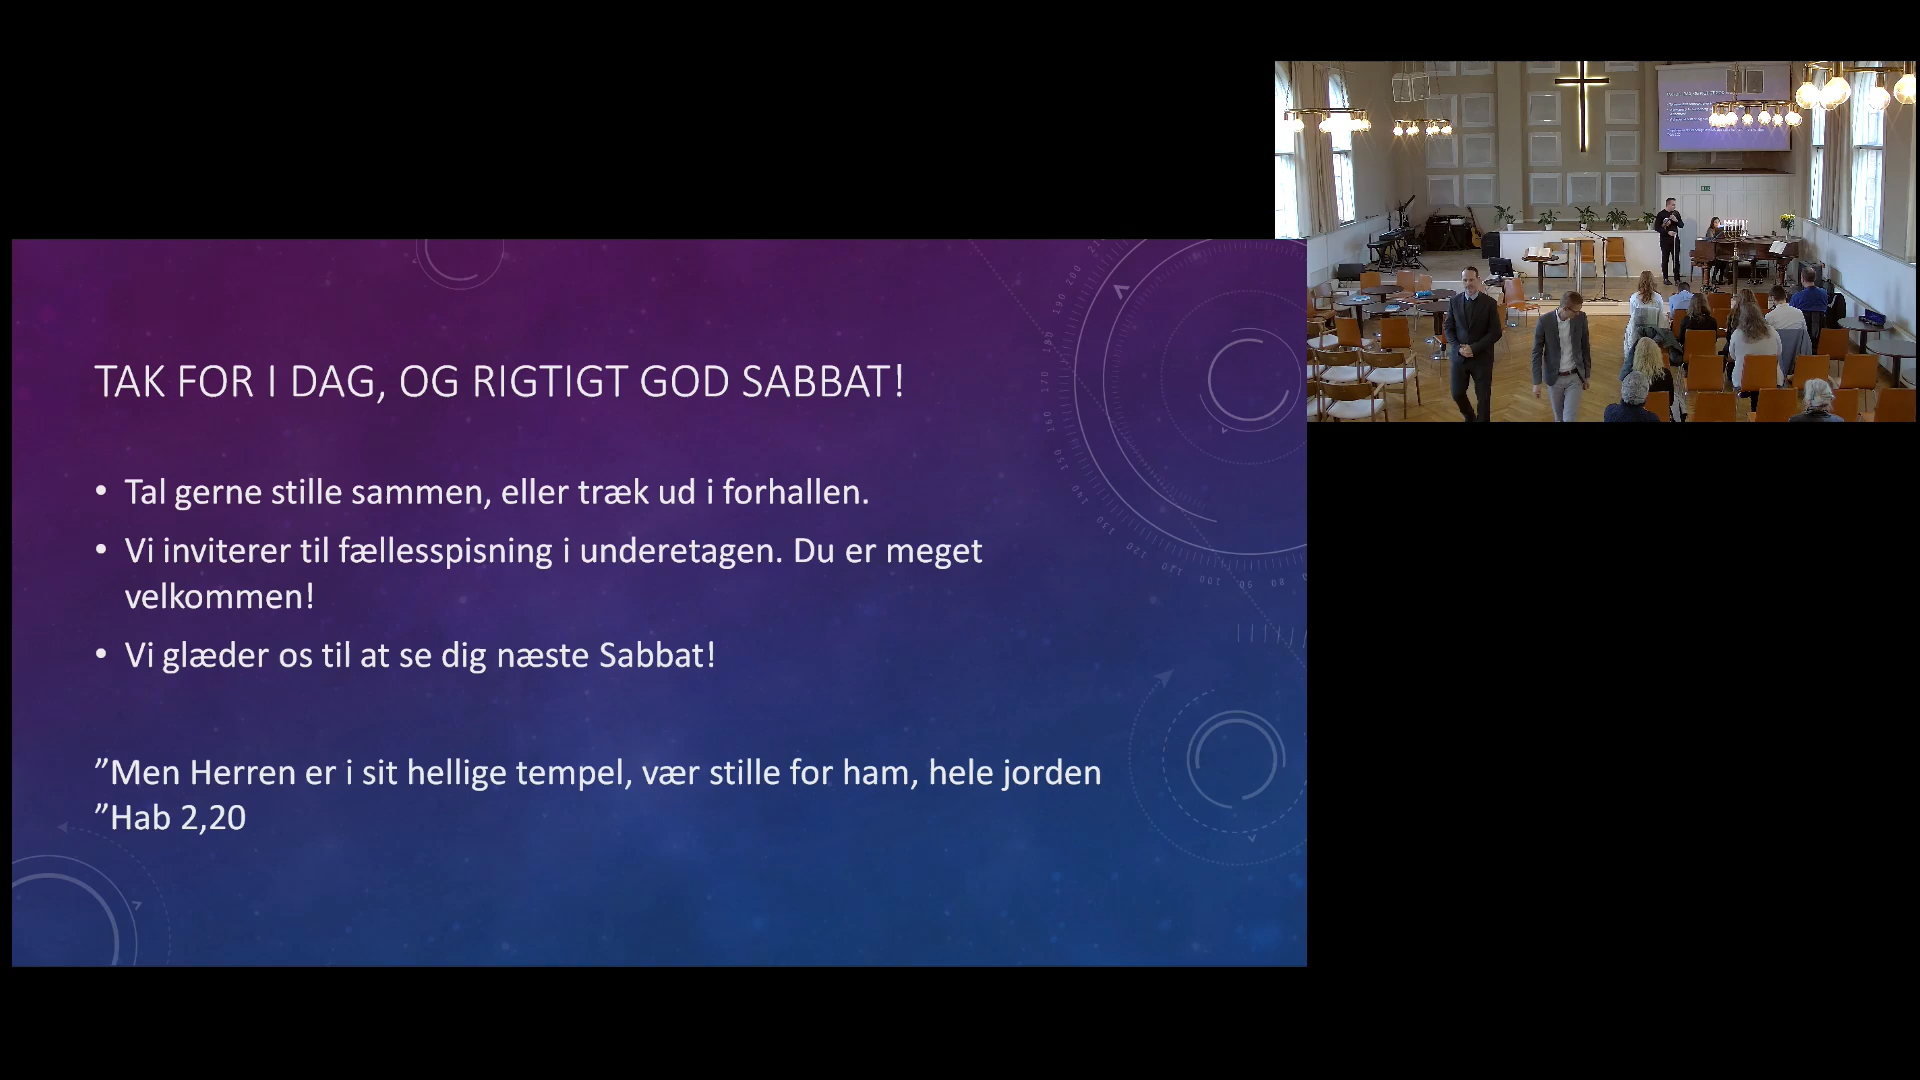 TAK FOR I DAG, OG RIGTIGT GOD SABBAT!
• Tal gerne stille sammen, eller træk ud i forhallen.
• Vi inviterer til fællesspisning i underetagen. Du er meget
velkommen!
• Vi glæder os til at se dig næste Sabbat!
”Men Herren er i sit hellige tempel, vær stille for ham, hele jorden
”Hab 2,20